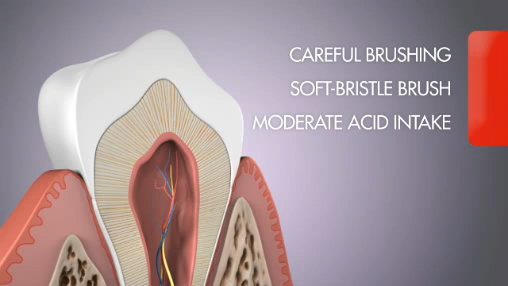 CAREFUL BRUSHING
SOFT-BRISTLE BRUSH
MODERATE ACID INTAKE